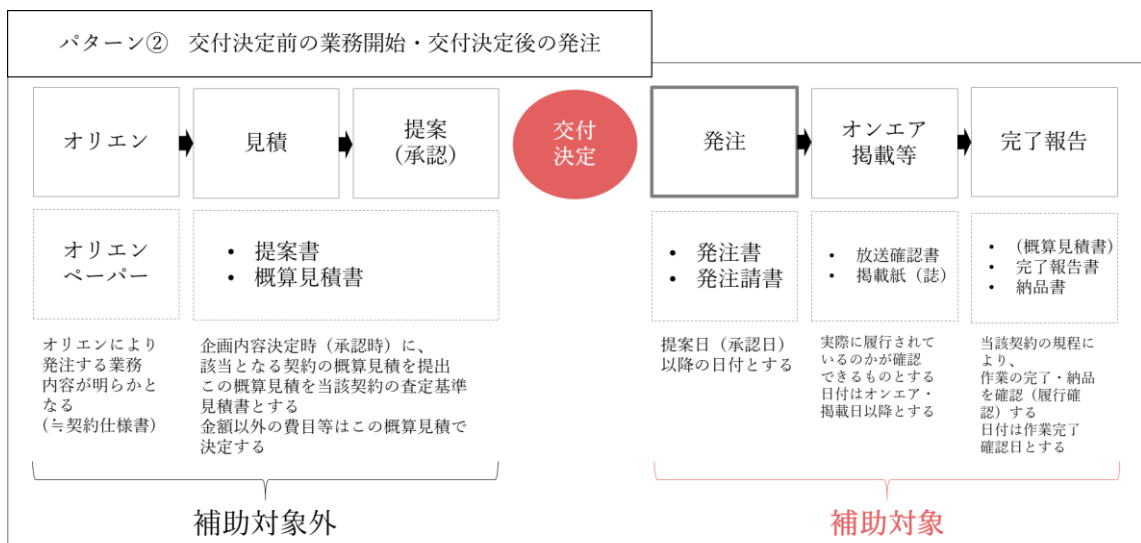 パターン② 交付決定前の業務開始・交付決定後の発注
オリエン
見積
提案
(承認)
交付
決定
発注
オンエア
掲載等
完了報告
オリエン
ペーパー
• 提案書
• 概算見積書
• 発注書
• 発注請書
• 放送確認書
• 掲載紙（誌）
• (概算見積書)
• 完了報告書
• 納品書
オリエンにより
発注する業務
内容が明らかと
なる
(≒契約仕様書)
企画内容決定時（承認時）に、
該当となる契約の概算見積を提出
この概算見積を当該契約の査定基準
見積書とする
金額以外の費目等はこの概算見積で
決定する
提案日（承認日）
以降の日付とする
実際に履行されて
いるのかが確認
できるものとする
日付はオンエア・
掲載日以降とする
当該契約の規程に
より、
作業の完了・納品
を確認（履行確
認）する
日付は作業完了
確認日とする
補助対象外
補助対象